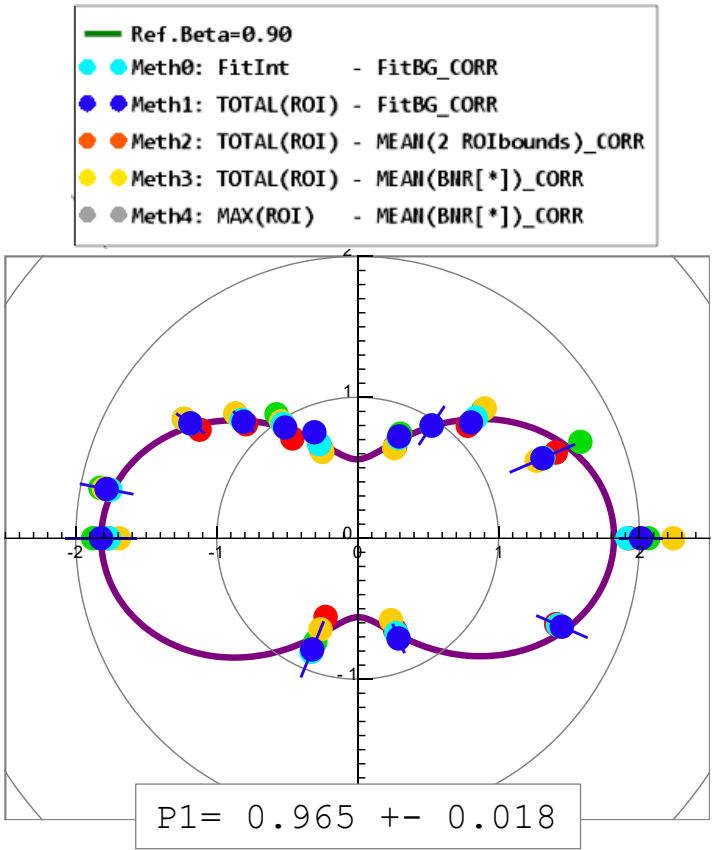 Ref.Beta=0.90
Meth0: FitInt - FitBG_CORR
Meth1: TOTAL(ROI) - FitBG_CORR
Meth2: TOTAL(ROI) - MEAN(2 ROIbounds)_CORR
Meth3: TOTAL(ROI) - MEAN(BNR[*])_CORR
Meth4: MAX(ROI) - MEAN(BNR[*])_CORR
2
1
0
-2 -1 0 1 2
-1
P1= 0.965 +- 0.018